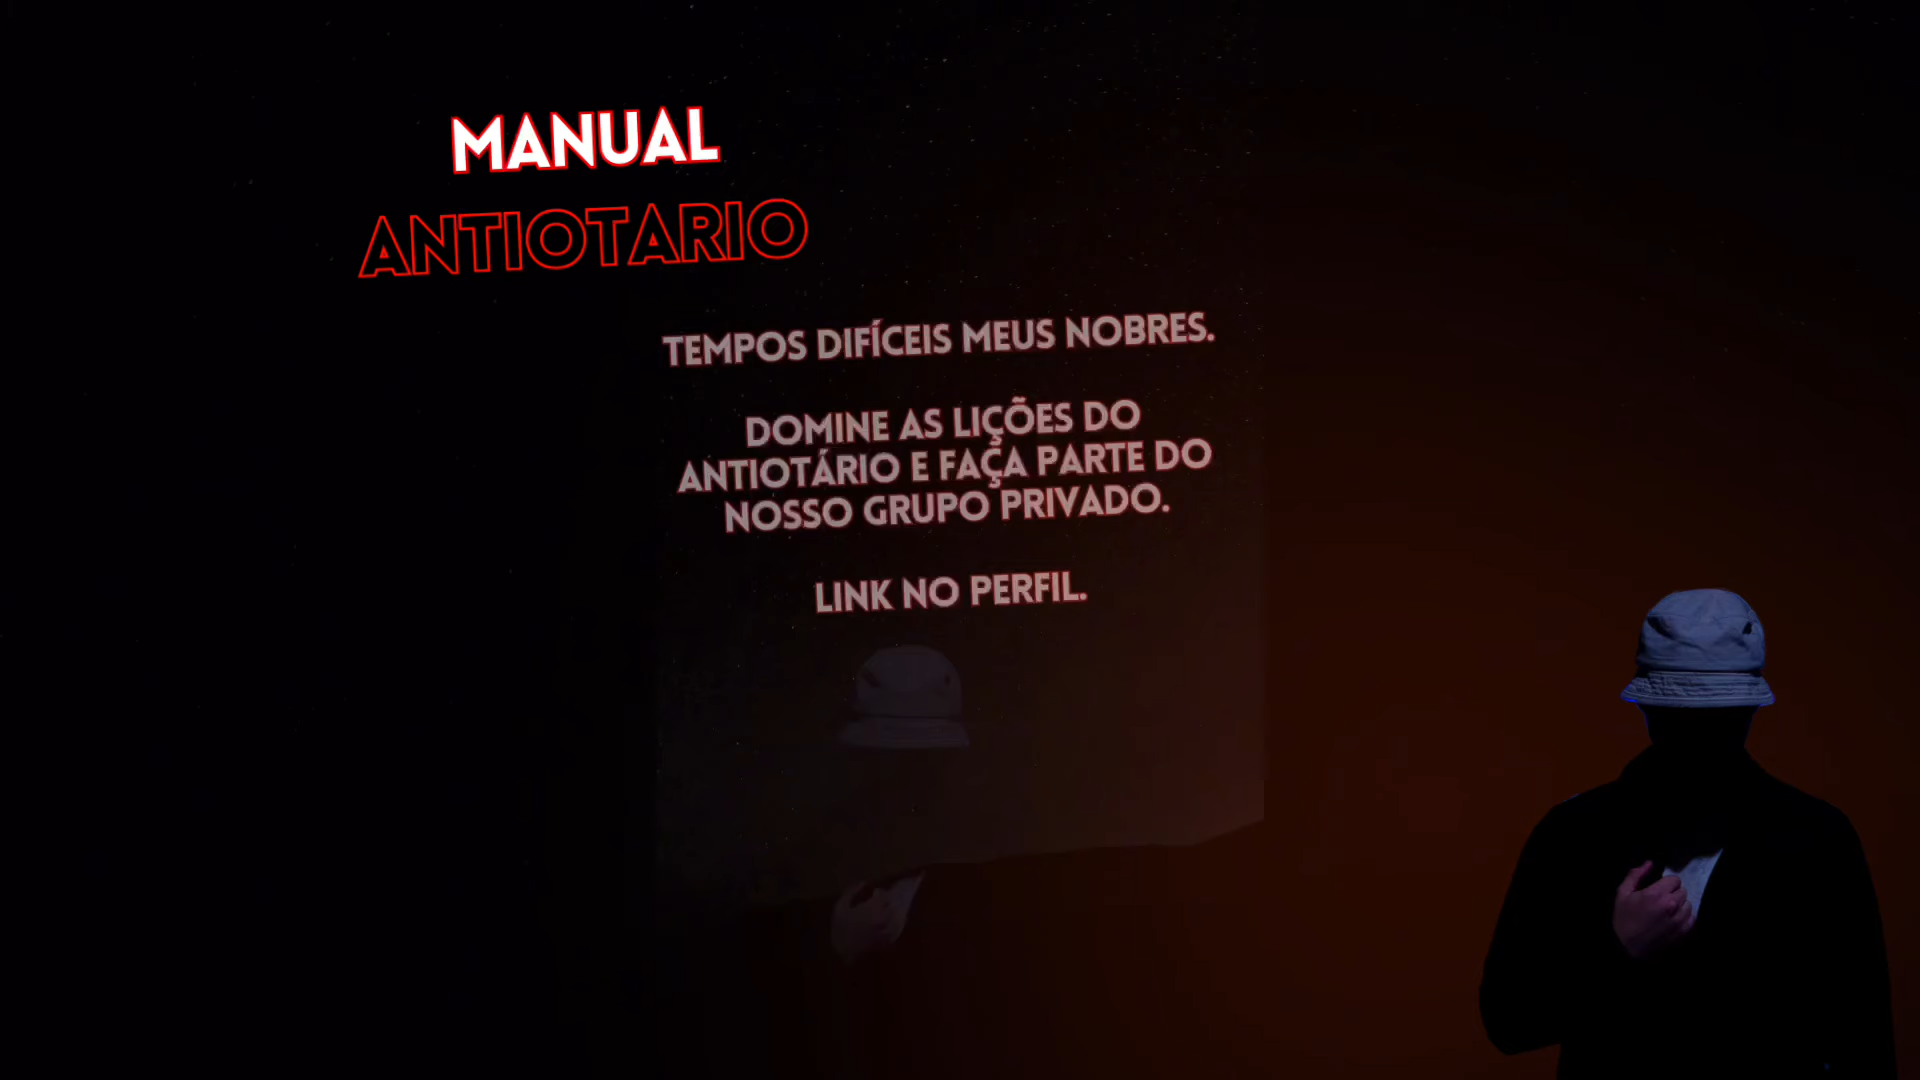 MANUAL
ANTIOTARIO
TEMPOS DIFÍCEIS MEUS NOBRES.
DOMINE AS LIÇÕES DO
ANTIOTÁRIO E FAÇA PARTE DO
NOSSO GRUPO PRIVADO.
LINK NO PERFIL.